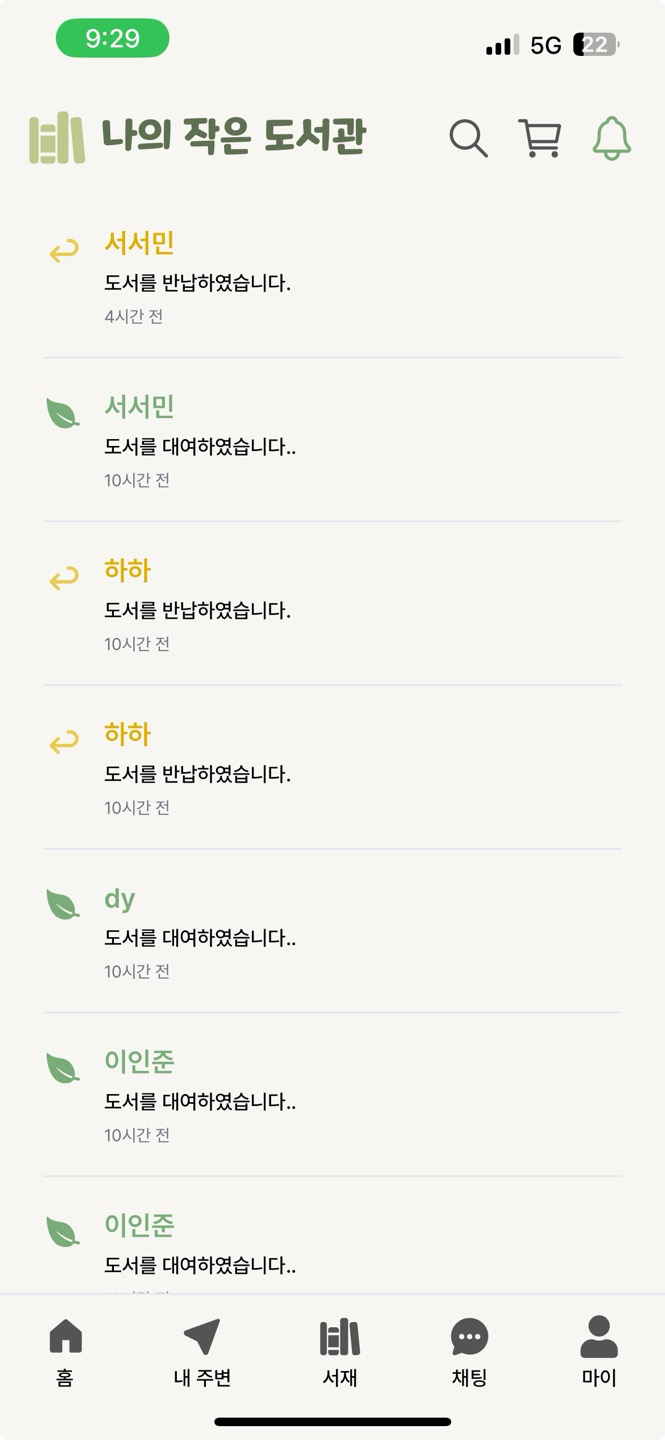 9:29
5G
22
나의 작은 도서관
서서민
도서를 반납하였습니다.
4시간 전
서서민
도서를 대여하였습니다..
10시간 전
하하
도서를 반납하였습니다.
10시간 전
하하
도서를 반납하였습니다.
10시간 전
dy
도서를 대여하였습니다..
10시간 전
이인준
도서를 대여하였습니다..
10시간 전
이인준
도서를 대여하였습니다..
홈
내 주변
서재
채팅
마이